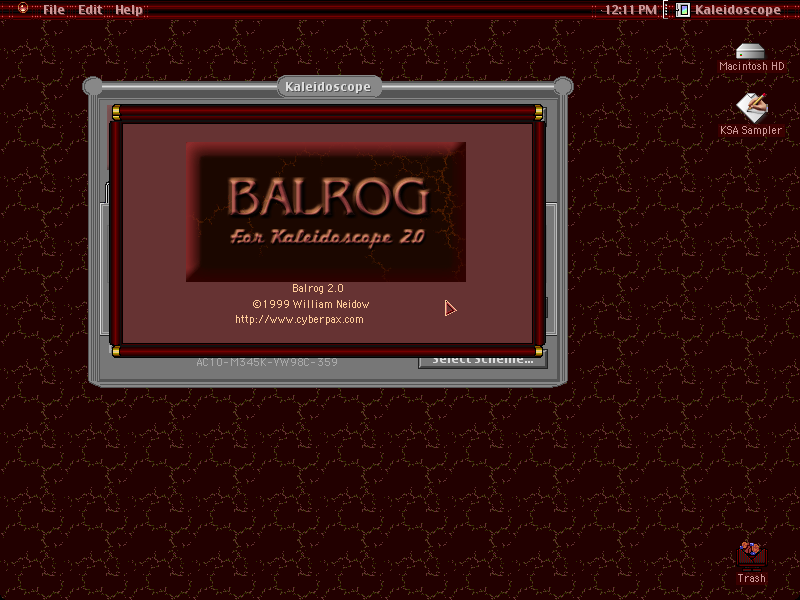 File Edit Help 12:11 PM Kaleidoscope
Macintosh HD
Kaleidoscope
KSA Sampler
BALROG
For Kaleidoscope 2.0
Balrog 2.0
©1999 William Neidow
http://www.cyberpax.com
AC10-M345K-YW98C-359
Select Scheme...
Trash